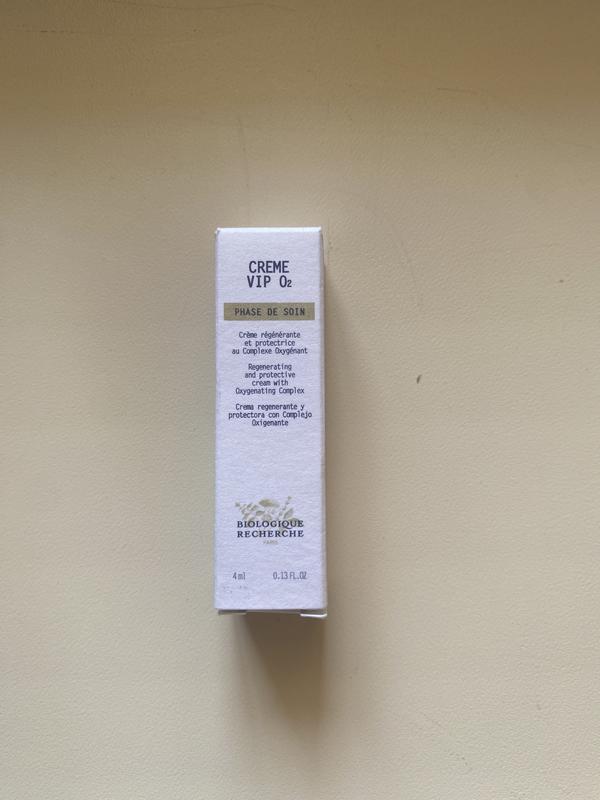 CREME
VIP O₂
PHASE DE SOIN
Crème régénérante
et protectrice
au Complexe Oxygénant
Regenerating
and protective
cream with
Oxygenating Complex
Crema regenerante y
protectora con Complejo
Oxigenante
BIOLOGIQUE
RECHERCHE
PARIS
4 ml 0.13 FL.OZ